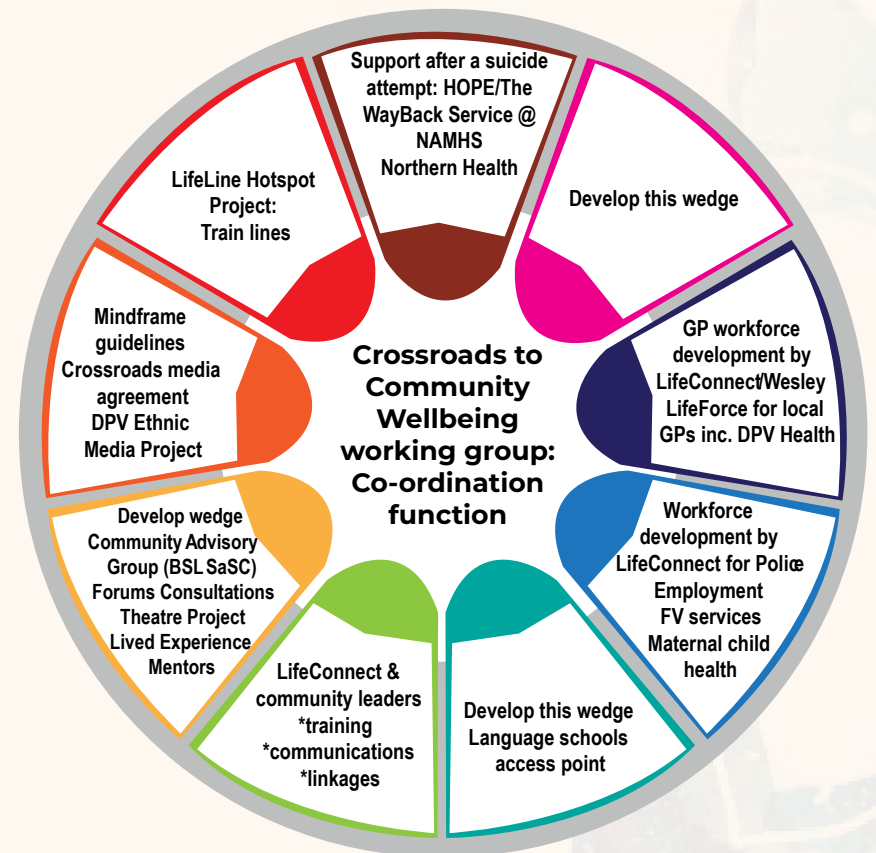 Support after a suicide
attempt: HOPE/The
WayBack Service @
NAMHS
Northern Health
Develop this wedge
GP workforce
development by
LifeConnect/Wesley
LifeForce for local
GPs inc. DPV Health
Workforce
development by
LifeConnect for Police
Employment
FV services
Maternal child
health
Develop this wedge
Language schools
access point
LifeConnect &
community leaders
*training
*communications
*linkages
Develop wedge
Community Advisory
Group (BSL SaSC)
Forums Consultations
Theatre Project
Lived Experience
Mentors
Mindframe
guidelines
Crossroads media
agreement
DPV Ethnic
Media Project
LifeLine Hotspot
Project:
Train lines
Crossroads to
Community
Wellbeing
working group:
Co-ordination
function